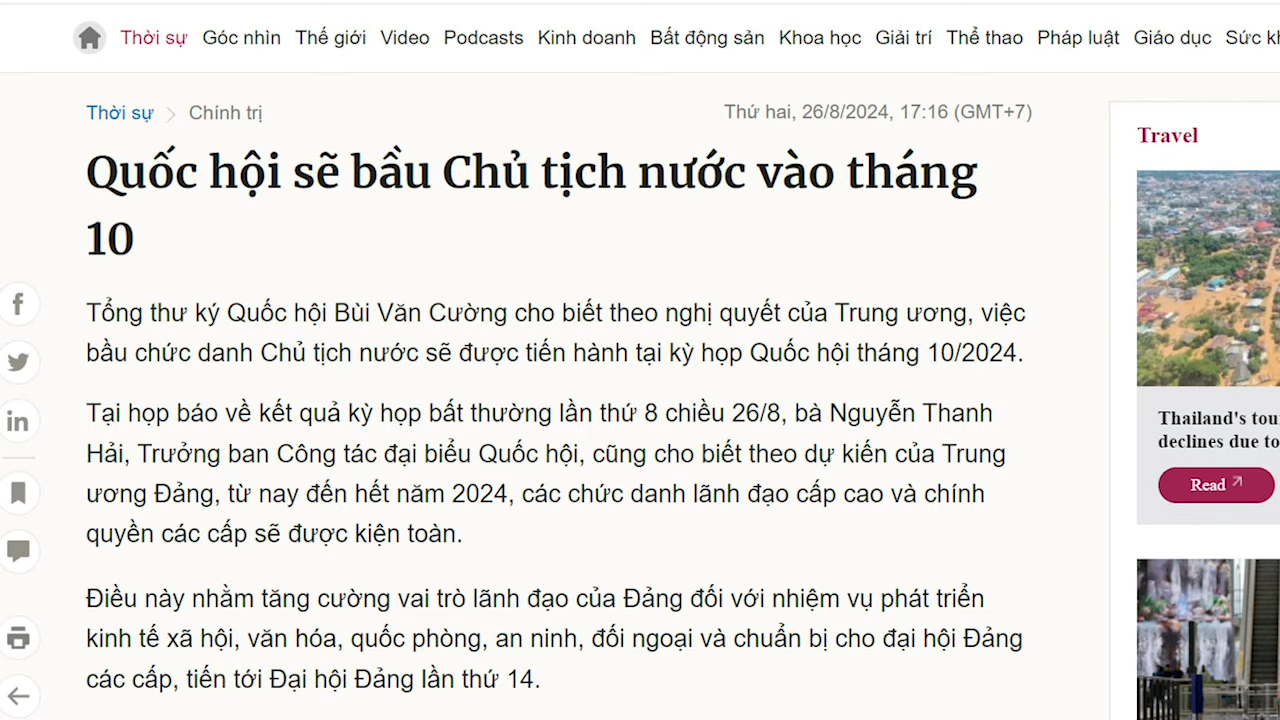 Thời sự Góc nhìn Thế giới Video Podcasts Kinh doanh Bất động sản Khoa học Giải trí Thể thao Pháp luật Giáo dục Sức
Thời sự Chính trị Thứ hai, 26/8/2024, 17:16 (GMT+7)
Quốc hội sẽ bầu Chủ tịch nước vào tháng
10
Tổng thư ký Quốc hội Bùi Văn Cường cho biết theo nghị quyết của Trung ương, việc
bầu chức danh Chủ tịch nước sẽ được tiến hành tại kỳ họp Quốc hội tháng 10/2024.
Tại họp báo về kết quả kỳ họp bất thường lần thứ 8 chiều 26/8, bà Nguyễn Thanh
Hải, Trưởng ban Công tác đại biểu Quốc hội, cũng cho biết theo dự kiến của Trung
ương Đảng, từ nay đến hết năm 2024, các chức danh lãnh đạo cấp cao và chính
quyền các cấp sẽ được kiện toàn.
Điều này nhằm tăng cường vai trò lãnh đạo của Đảng đối với nhiệm vụ phát triển
kinh tế xã hội, văn hóa, quốc phòng, an ninh, đối ngoại và chuẩn bị cho đại hội Đảng
các cấp, tiến tới Đại hội Đảng lần thứ 14.
Travel
Thailand's
declines due
Read